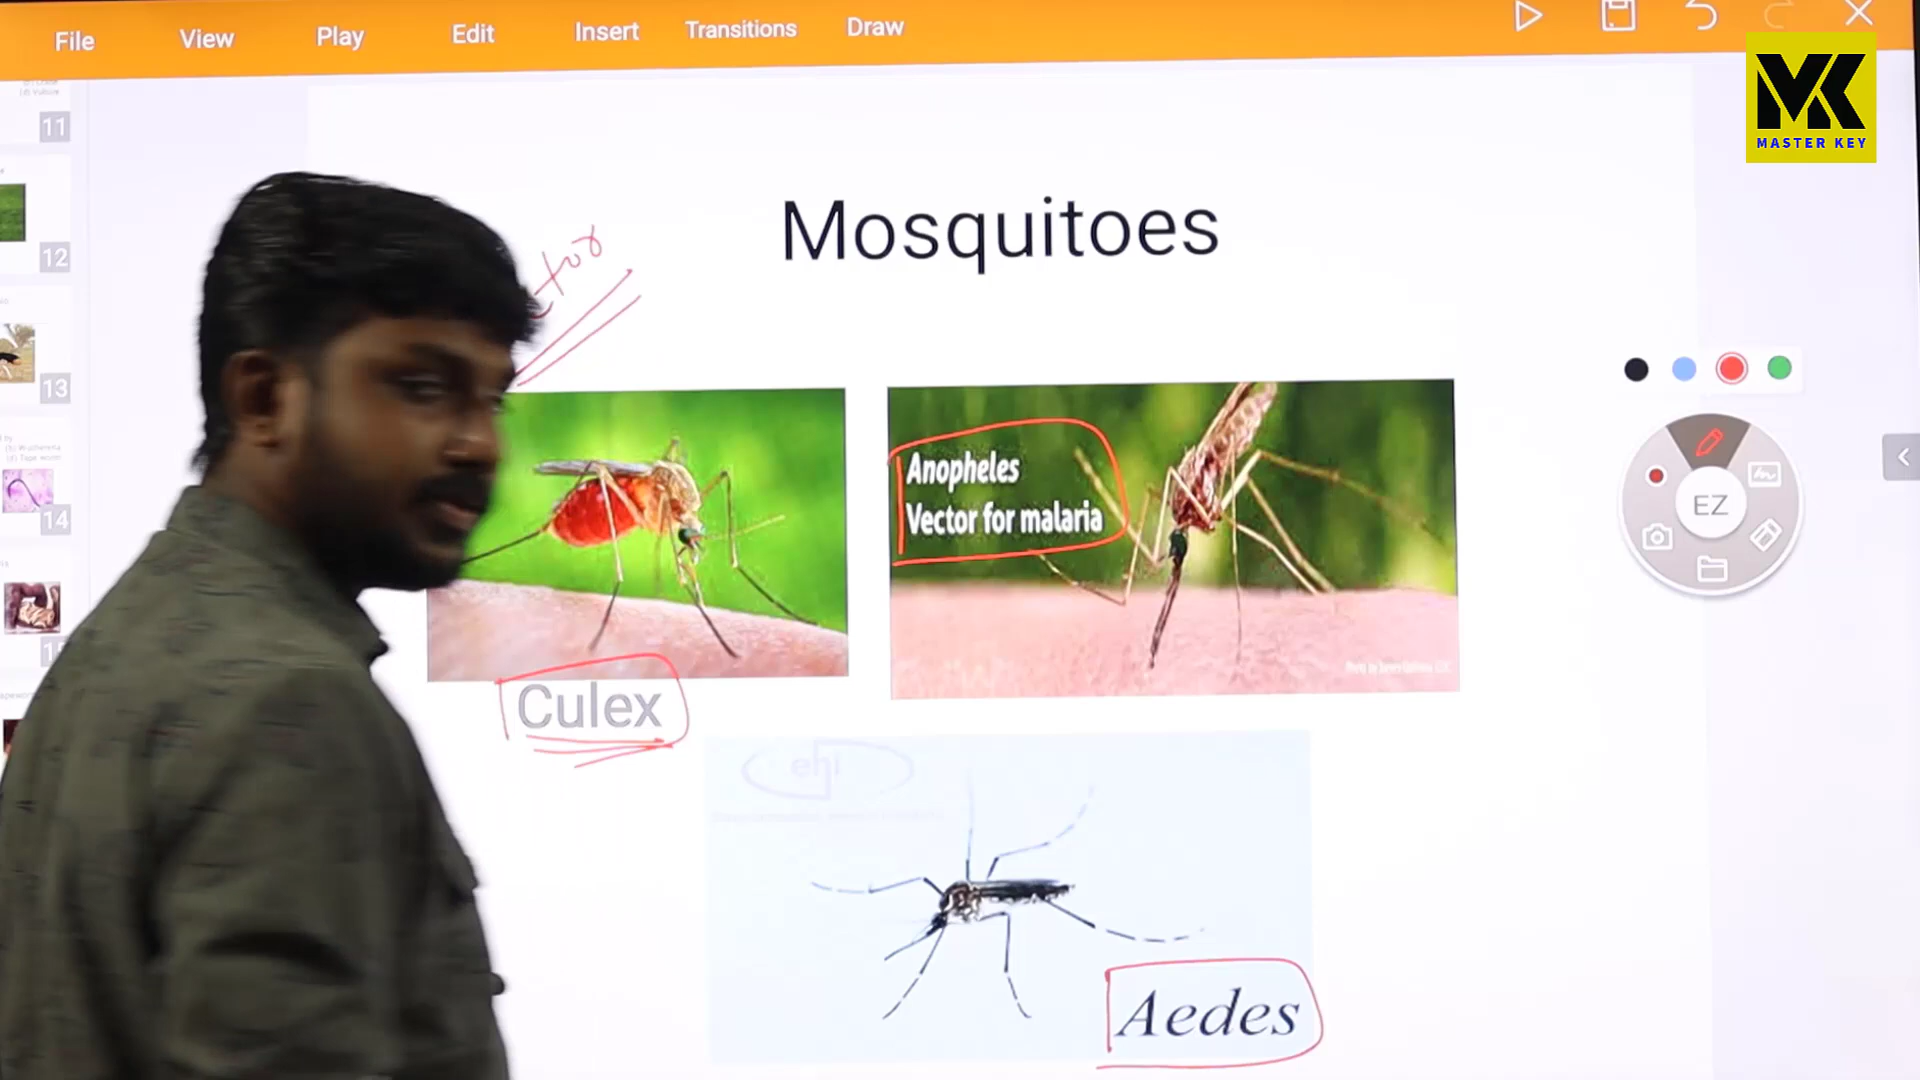 File View Play Edit Insert Transitions Draw
MASTER KEY
11
Mosquitoes
12
13
Anopheles
Vector for malaria
EZ
14
Culex
ehi
Aedes